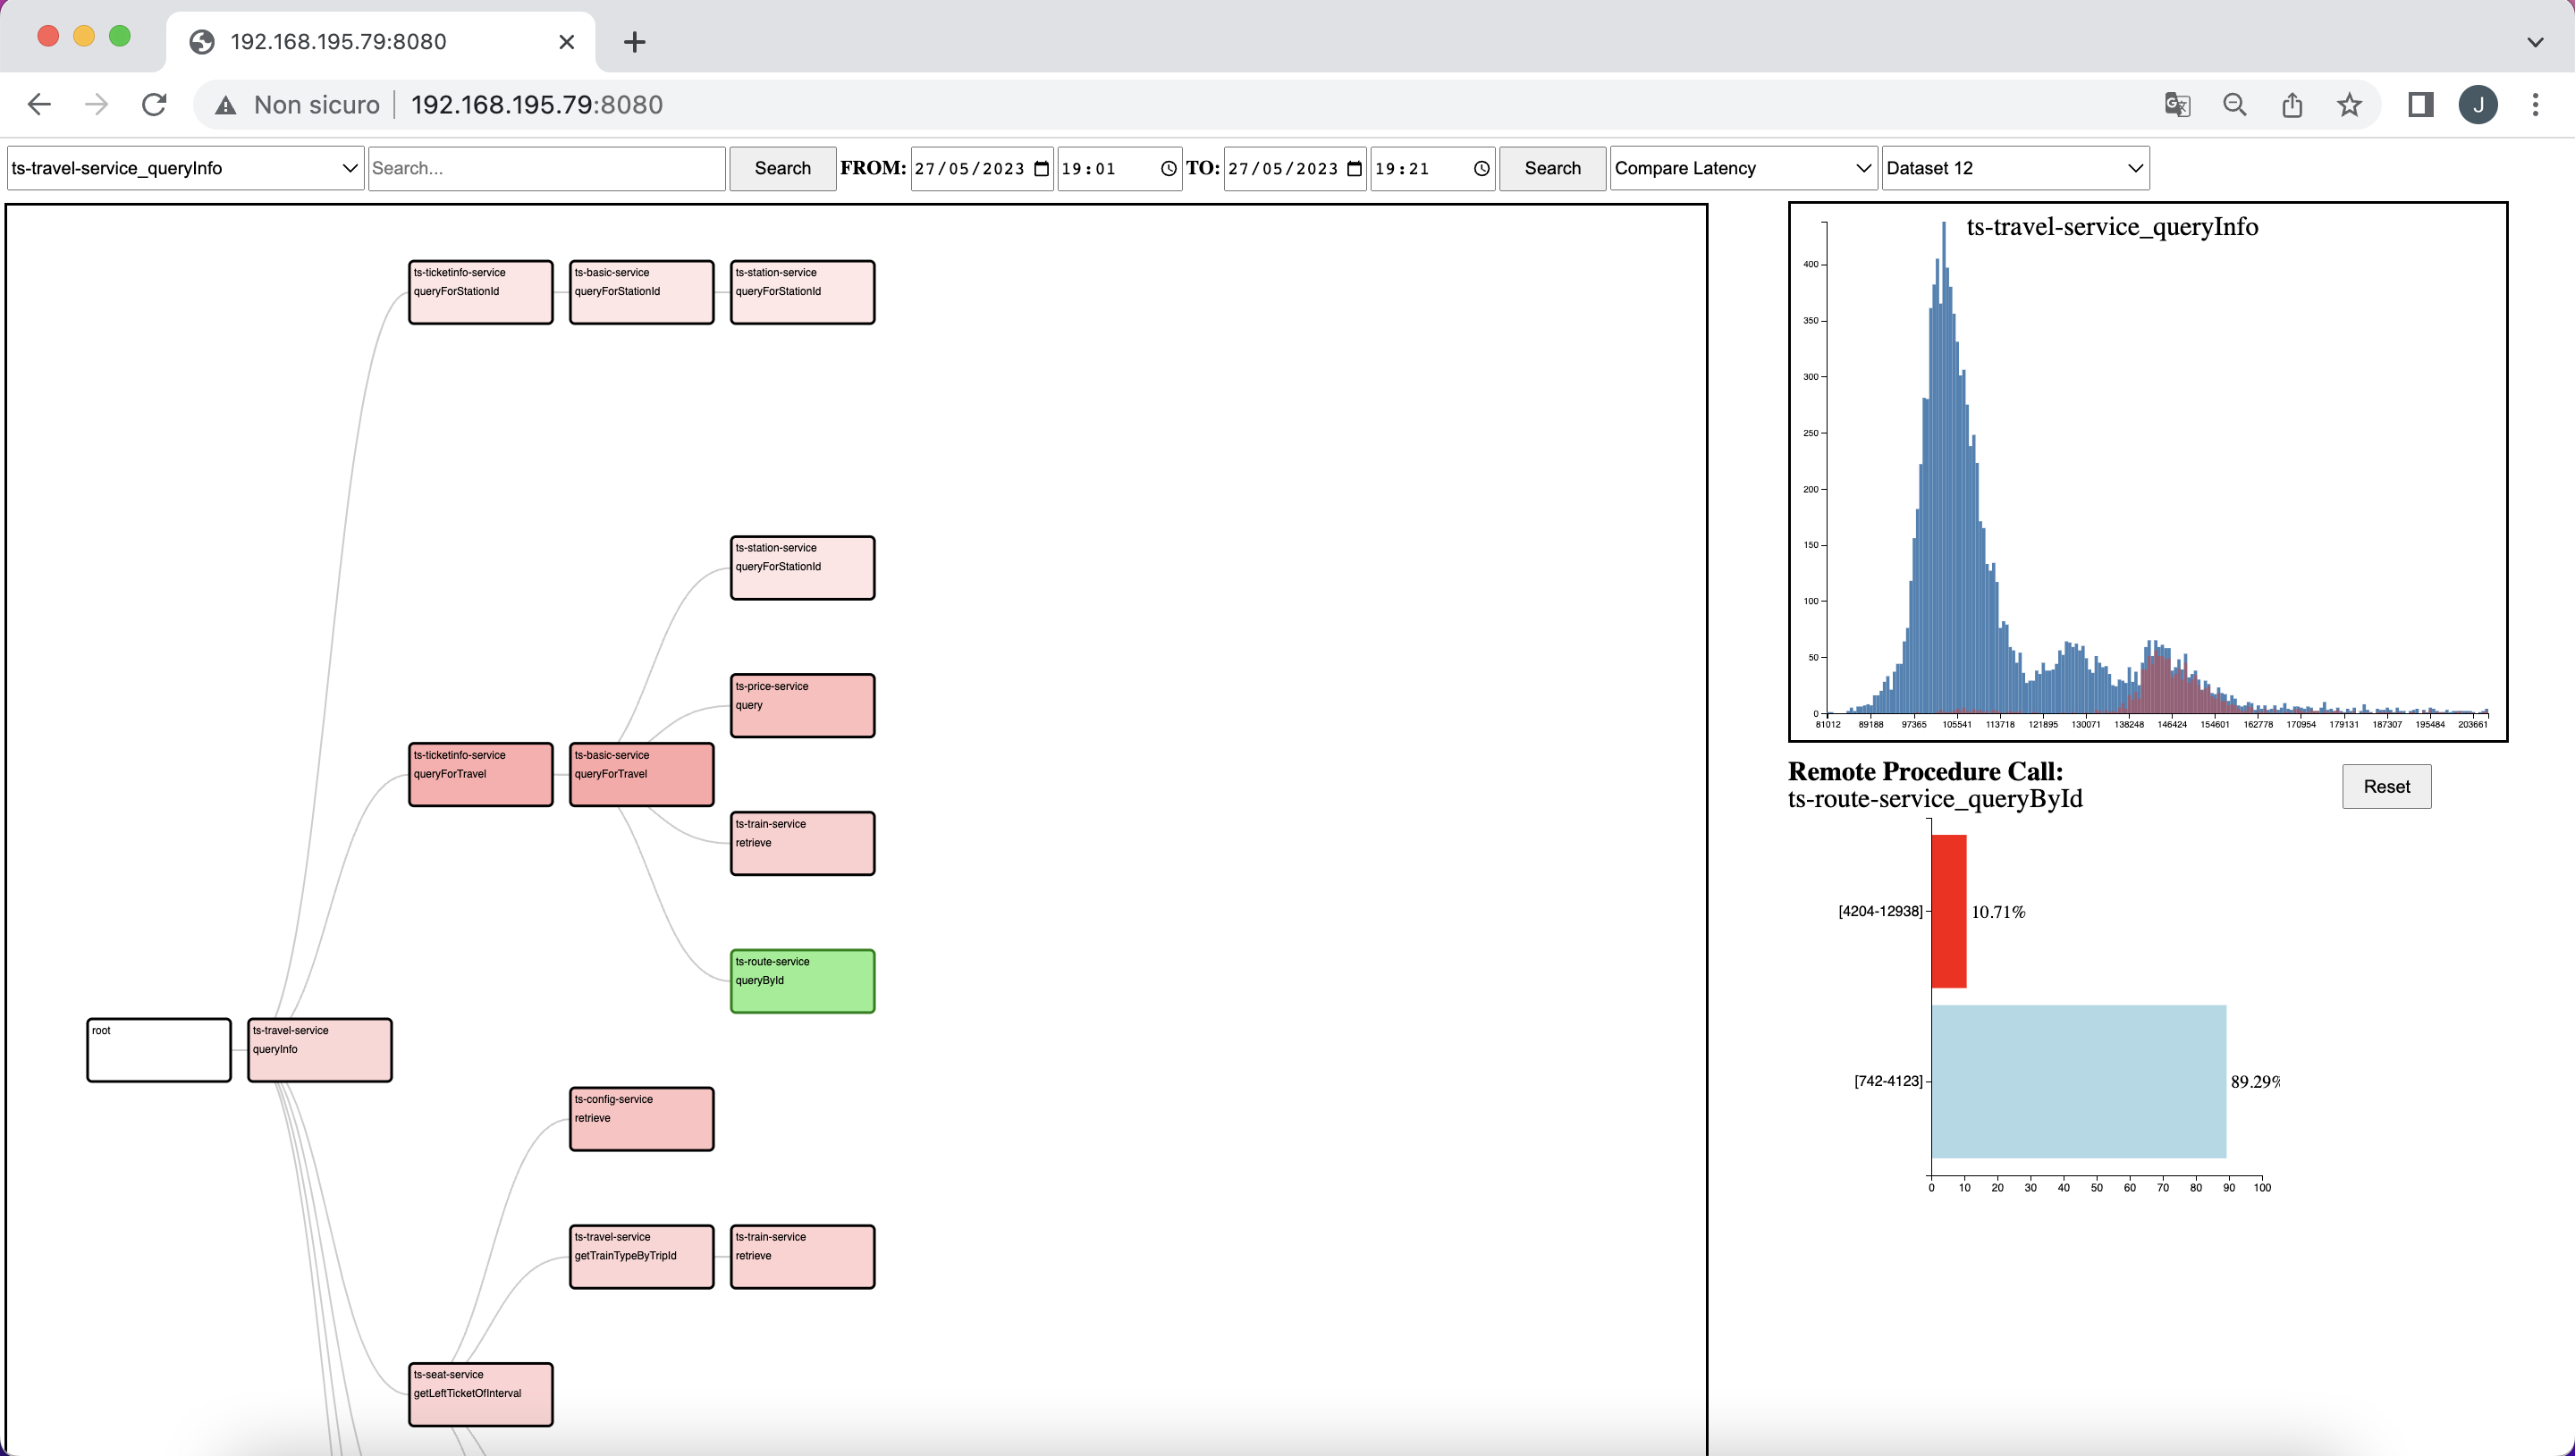 192.168.195.79:8080
Non sicuro 192.168.195.79:8080
J
ts-travel-service_queryInfo Search... Search FROM: 27/05/2023 19:01 TO: 27/05/2023 19:21 Search Compare Latency Dataset 12
ts-ticketinfo-service
queryForStationId
ts-basic-service
queryForStationId
ts-station-service
queryForStationId
ts-station-service
queryForStationId
ts-price-service
query
ts-ticketinfo-service
queryForTravel
ts-basic-service
queryForTravel
ts-train-service
retrieve
ts-route-service
queryById
root
ts-travel-service
queryInfo
ts-config-service
retrieve
ts-travel-service
getTrainTypeByTripId
ts-train-service
retrieve
ts-seat-service
getLeftTicketOfInterval
ts-travel-service_queryInfo
400
350
300
250
200
150
100
50
0
81012 89188 97365 105541 113718 121895 130071 138248 146424 154601 162778 170954 179131 187307 195484 203661
Remote Procedure Call:
ts-route-service_queryById
Reset
[4204-12938] 10.71%
[742-4123] 89.29%
0 10 20 30 40 50 60 70 80 90 100